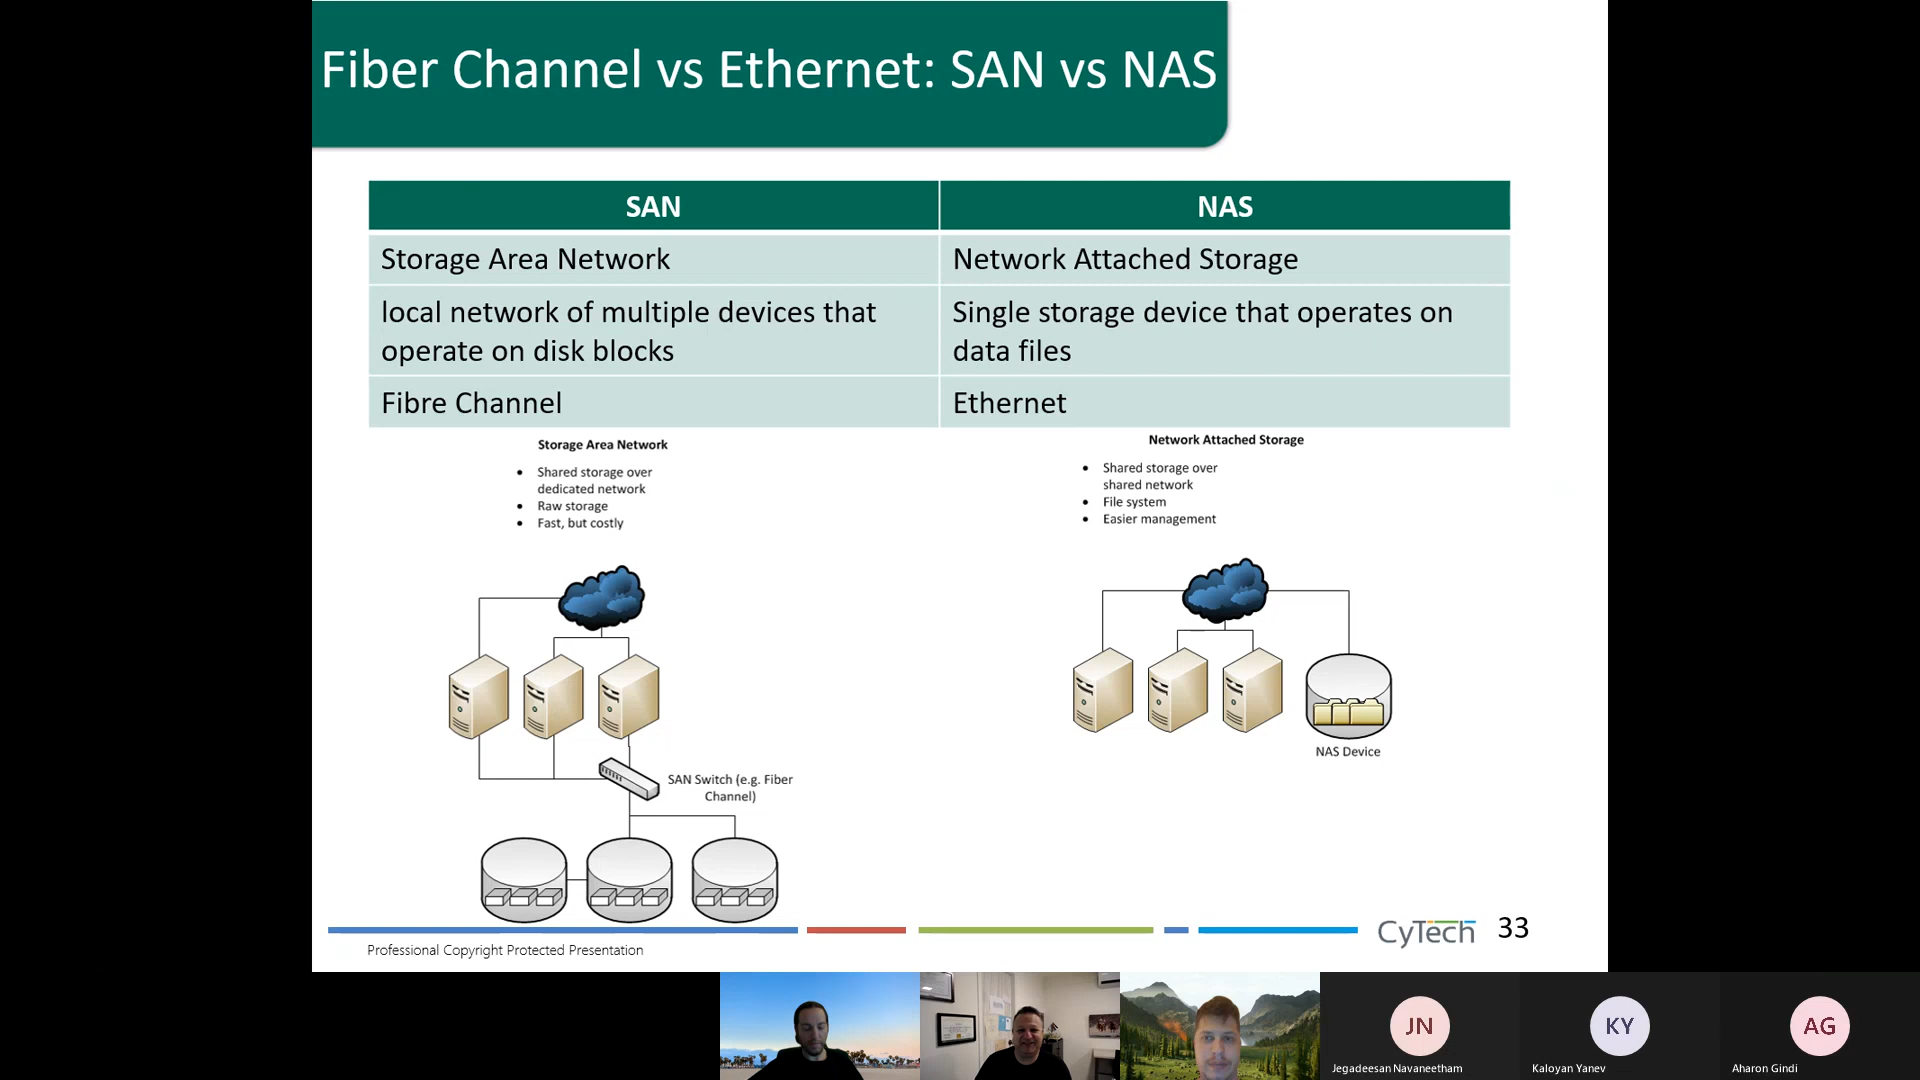 Fiber Channel vs Ethernet: SAN vs NAS
SAN
NAS
Storage Area Network
Network Attached Storage
local network of multiple devices that
operate on disk blocks
Single storage device that operates on
data files
Fibre Channel
Ethernet
Storage Area Network
• Shared storage over
dedicated network
• Raw storage
• Fast, but costly
Network Attached Storage
• Shared storage over
shared network
• File system
• Easier management
NAS Device
SAN Switch (e.g. Fiber
Channel)
CyTech
33
Professional Copyright Protected Presentation
JN
KY
AG
Jegadeesan Navaneetham
Kaloyan Yanev
Aharon Gindi